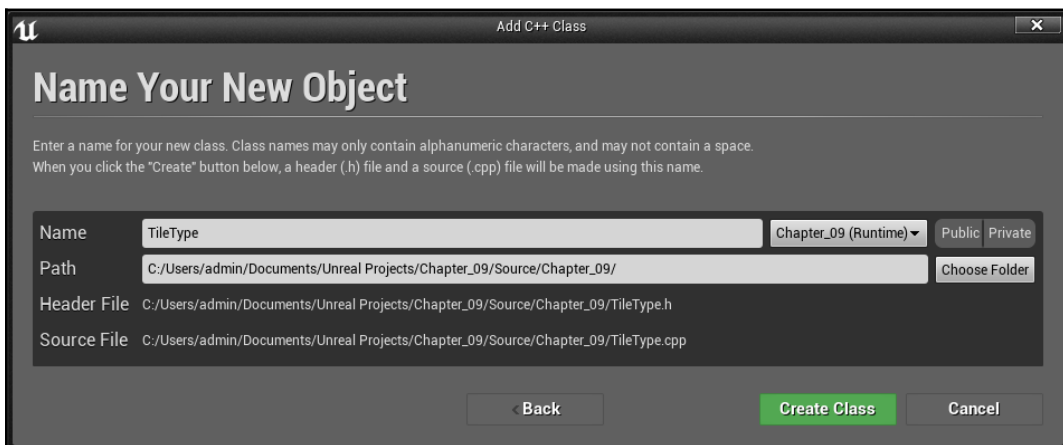 Add C++ Class
Name Your New Object
Enter a name for your new class. Class names may only contain alphanumeric characters, and may not contain a space.
When you click the "Create" button below, a header (.h) file and a source (.cpp) file will be made using this name.
Name TileType Chapter_09 (Runtime) Public Private
Path C:/Users/admin/Documents/Unreal Projects/Chapter_09/Source/Chapter_09/ Choose Folder
Header File C:/Users/admin/Documents/Unreal Projects/Chapter_09/Source/Chapter_09/TileType.h
Source File C:/Users/admin/Documents/Unreal Projects/Chapter_09/Source/Chapter_09/TileType.cpp
Back Create Class Cancel